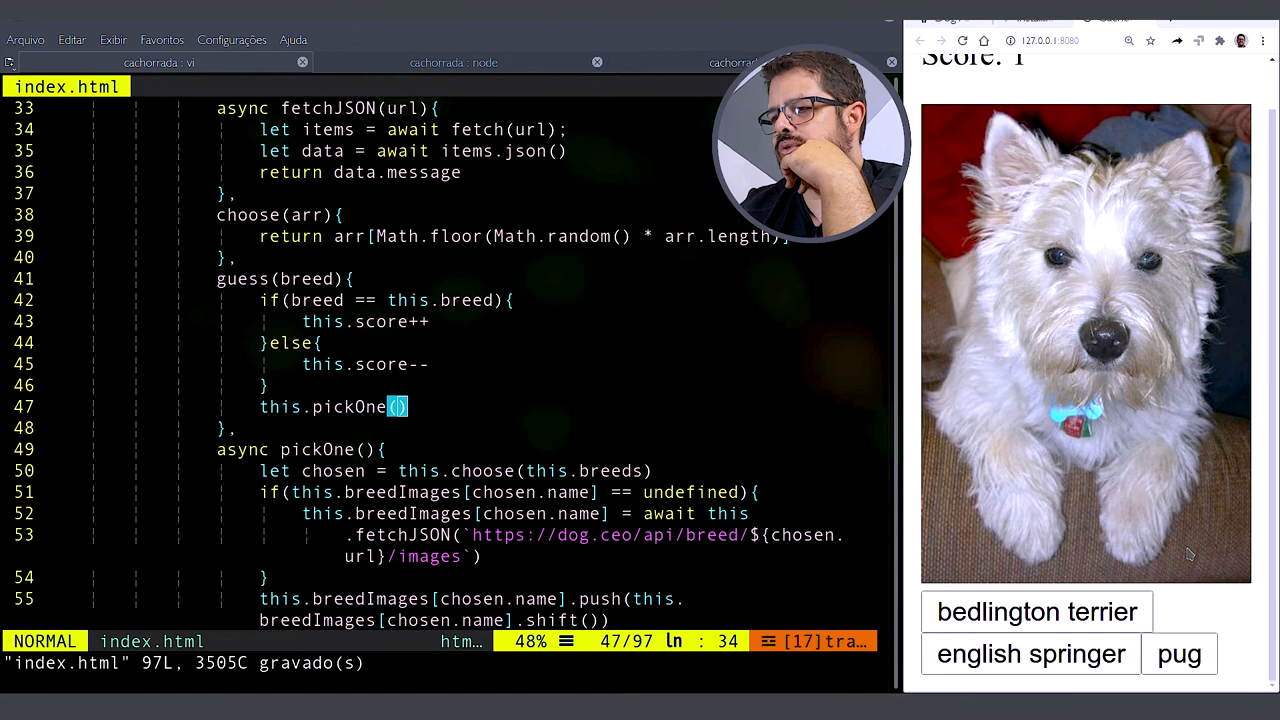 Arquivo Editar Exibir Favoritos Configurações Ajuda
cachorrada : vi
cachorrada : node
index.html
33 async fetchJSON(url){
34 let items = await fetch(url);
35 let data = await items.json()
36 return data.message
37 },
38 choose(arr){
39 return arr[Math.floor(Math.random() * arr.length)]
40 },
41 guess(breed){
42 if(breed == this.breed){
43 this.score++
44 }else{
45 this.score--
46 }
47 this.pickOne()
48 },
49 async pickOne(){
50 let chosen = this.choose(this.breeds)
51 if(this.breedImages[chosen.name] == undefined){
52 this.breedImages[chosen.name] = await this
53 .fetchJSON(`https://dog.ceo/api/breed/${chosen.
url}/images`)
54 }
55 this.breedImages[chosen.name].push(this.
breedImages[chosen.name].shift())
NORMAL index.html htm… 48% 47/97 ln : 34 [17]tra…
"index.html" 97L, 3505C gravado(s)
127.0.0.1:8080
Score: 1
bedlington terrier
english springer
pug